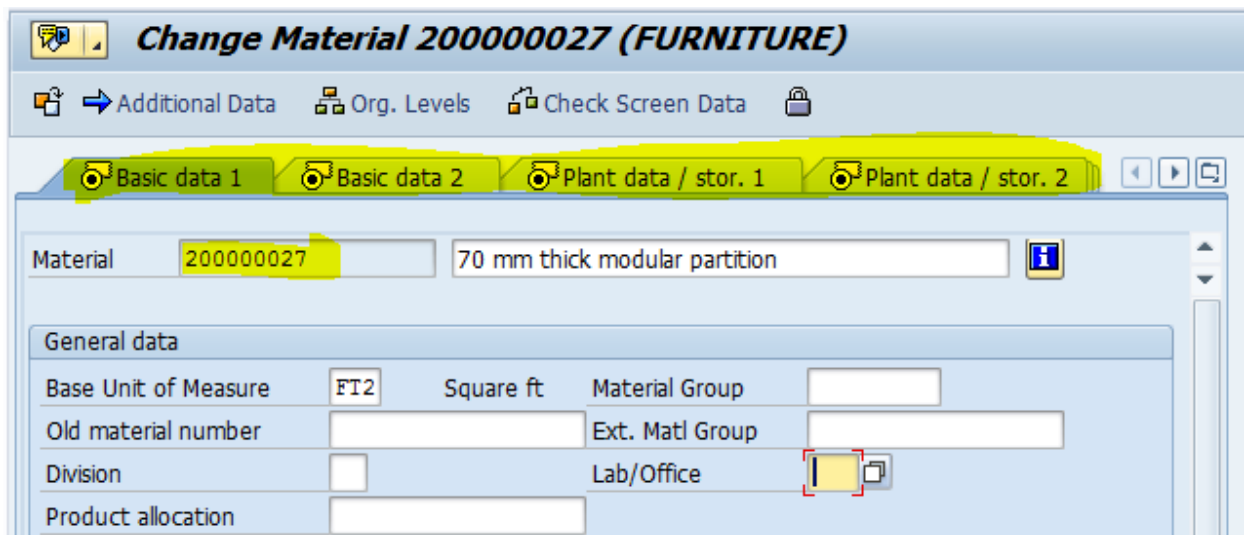 Change Material 200000027 (FURNITURE)
Additional Data Org. Levels Check Screen Data
Basic data 1 Basic data 2 Plant data / stor. 1 Plant data / stor. 2
Material 200000027 70 mm thick modular partition
General data
Base Unit of Measure FT2 Square ft Material Group
Old material number Ext. Matl Group
Division Lab/Office
Product allocation